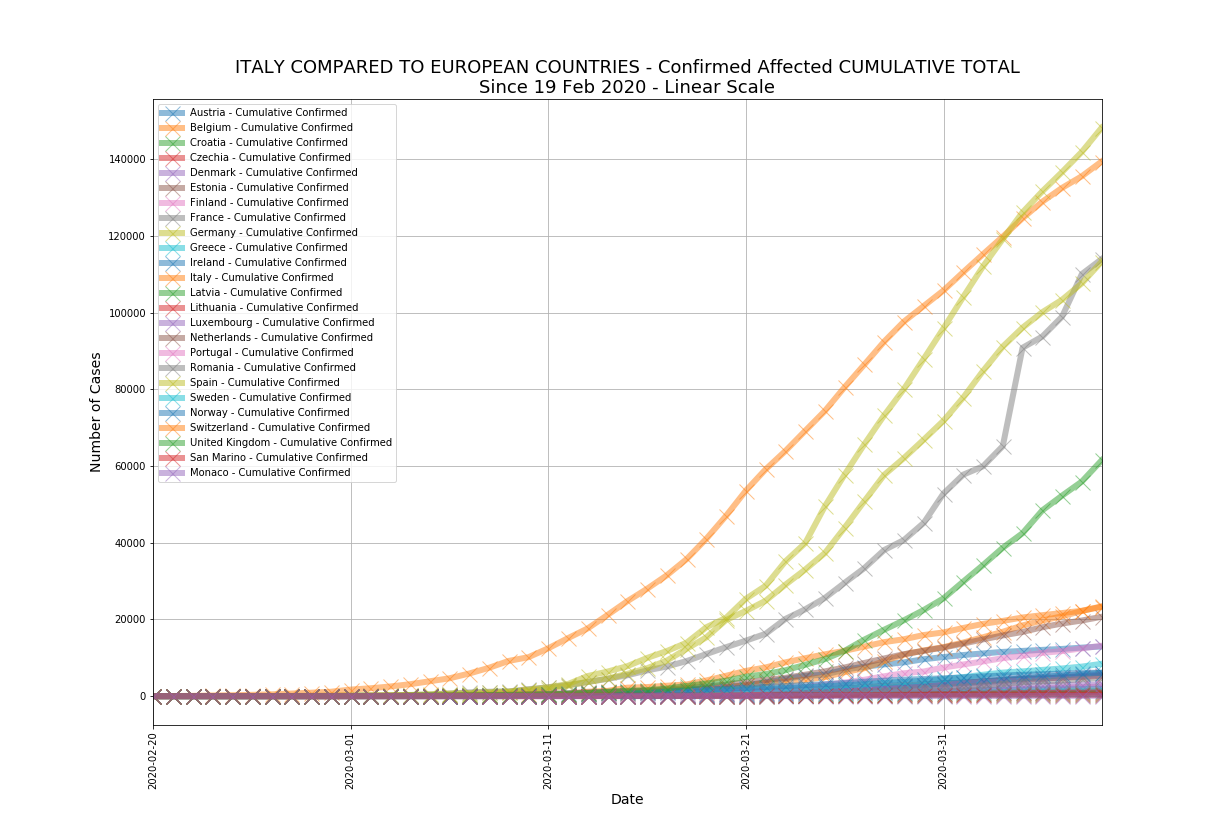 ITALY COMPARED TO EUROPEAN COUNTRIES - Confirmed Affected CUMULATIVE TOTAL
Since 19 Feb 2020 - Linear Scale
Austria - Cumulative Confirmed
Belgium - Cumulative Confirmed
Croatia - Cumulative Confirmed
Czechia - Cumulative Confirmed
Denmark - Cumulative Confirmed
Estonia - Cumulative Confirmed
Finland - Cumulative Confirmed
France - Cumulative Confirmed
Germany - Cumulative Confirmed
Greece - Cumulative Confirmed
Ireland - Cumulative Confirmed
Italy - Cumulative Confirmed
Latvia - Cumulative Confirmed
Lithuania - Cumulative Confirmed
Luxembourg - Cumulative Confirmed
Netherlands - Cumulative Confirmed
Portugal - Cumulative Confirmed
Romania - Cumulative Confirmed
Spain - Cumulative Confirmed
Sweden - Cumulative Confirmed
Norway - Cumulative Confirmed
Switzerland - Cumulative Confirmed
United Kingdom - Cumulative Confirmed
San Marino - Cumulative Confirmed
Monaco - Cumulative Confirmed
Number of Cases
140000
120000
100000
80000
60000
40000
20000
0
2020-02-20
2020-03-01
2020-03-11
2020-03-21
2020-03-31
Date